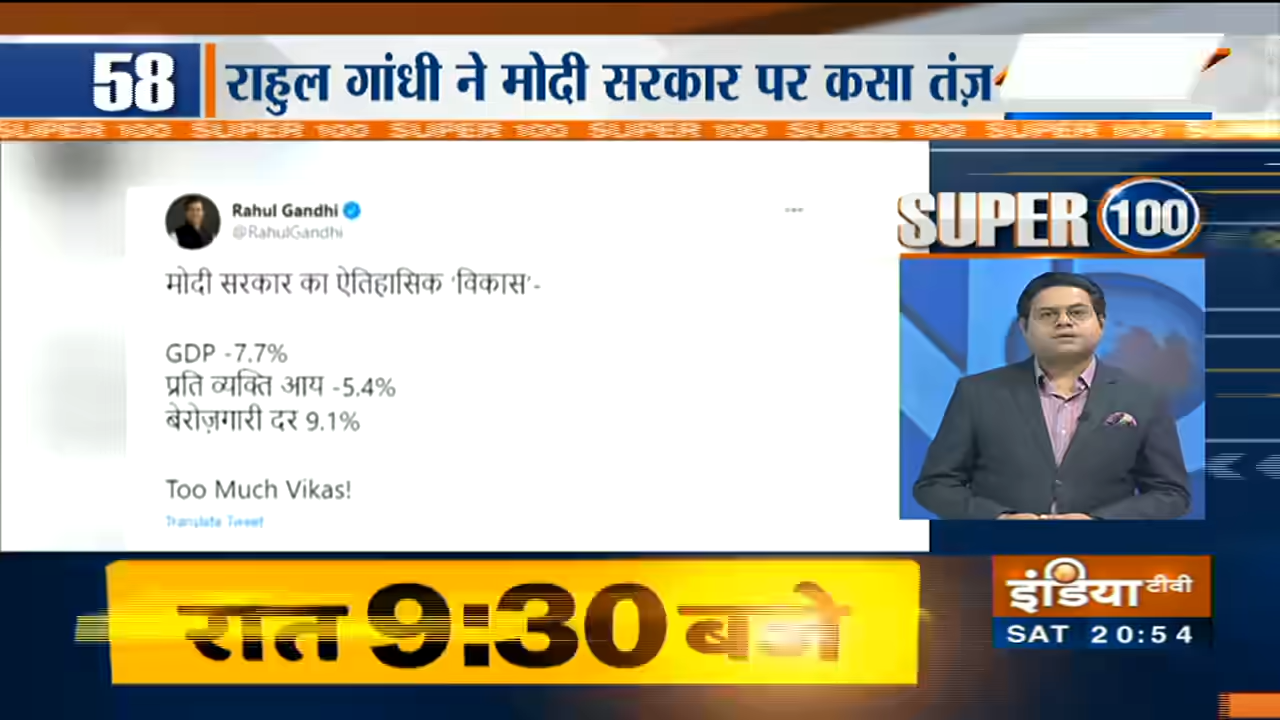 58
राहुल गांधी ने मोदी सरकार पर कसा तंज़
SUPER 100 SUPER 100 SUPER 100 SUPER 100 SUPER 100 SUPER 100
Rahul Gandhi
@RahulGandhi
मोदी सरकार का ऐतिहासिक 'विकास'-
GDP -7.7%
प्रति व्यक्ति आय -5.4%
बेरोज़गारी दर 9.1%
Too Much Vikas!
Translate Tweet
SUPER 100
रात 9:30 बजे
इंडिया टीवी
SAT 20:54